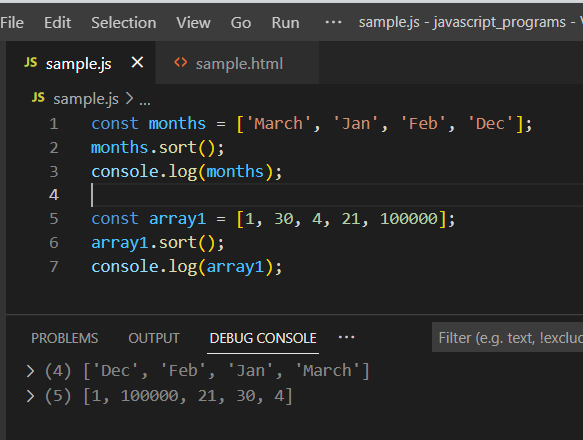 File Edit Selection View Go Run ··· sample.js - javascript_programs -
JS sample.js × <> sample.html
JS sample.js > ...
1 const months = ['March', 'Jan', 'Feb', 'Dec'];
2 months.sort();
3 console.log(months);
4
5 const array1 = [1, 30, 4, 21, 100000];
6 array1.sort();
7 console.log(array1);
PROBLEMS OUTPUT DEBUG CONSOLE ··· Filter (e.g. text, !exclu
> (4) ['Dec', 'Feb', 'Jan', 'March']
> (5) [1, 100000, 21, 30, 4]